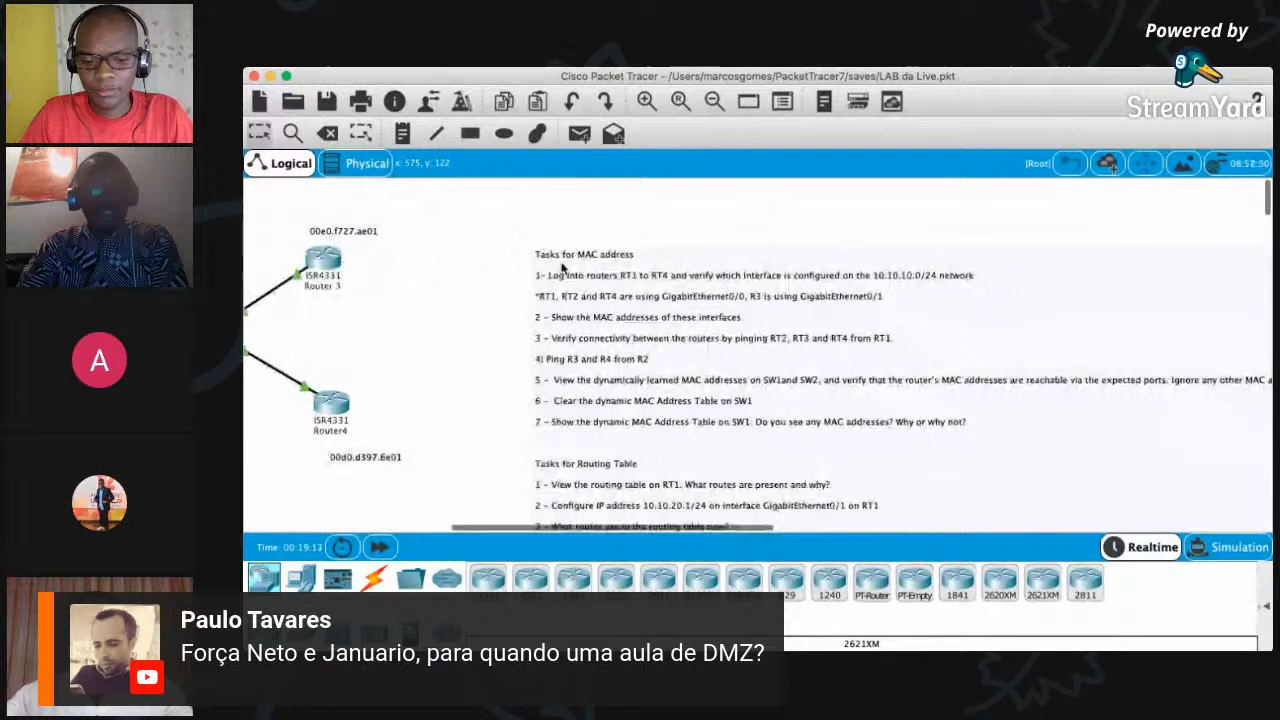 Powered by
StreamYard
Cisco Packet Tracer - /Users/marcosgomes/PacketTracer7/saves/LAB da Live.pkt
Logical
Physical
x: 575, y: 122
[Root]
08:57:50
00e0.f727.ae01
ISR4331
Router 3
ISR4331
Router4
00d0.d397.6e01
Tasks for MAC address
1- Log into routers RT1 to RT4 and verify which interface is configured on the 10.10.10.0/24 network
*RT1, RT2 and RT4 are using GigabitEthernet0/0, R3 is using GigabitEthernet0/1
2 - Show the MAC addresses of these interfaces.
3 - Verify connectivity between the routers by pinging RT2, RT3 and RT4 from RT1.
4) Ping R3 and R4 from R2
5 - View the dynamically learned MAC addresses on SW1and SW2, and verify that the router's MAC addresses are reachable via the expected ports. Ignore any other MAC a
6 - Clear the dynamic MAC Address Table on SW1
7 - Show the dynamic MAC Address Table on SW1. Do you see any MAC addresses? Why or why not?
Tasks for Routing Table
1 - View the routing table on RT1. What routes are present and why?
2 - Configure IP address 10.10.20.1/24 on interface GigabitEthernet0/1 on RT1
Time: 00:19:13
Realtime
Simulation
29
1240
PT-Router
PT-Empty
1841
2620XM
2621XM
2811
2621XM
A
Paulo Tavares
Força Neto e Januario, para quando uma aula de DMZ?